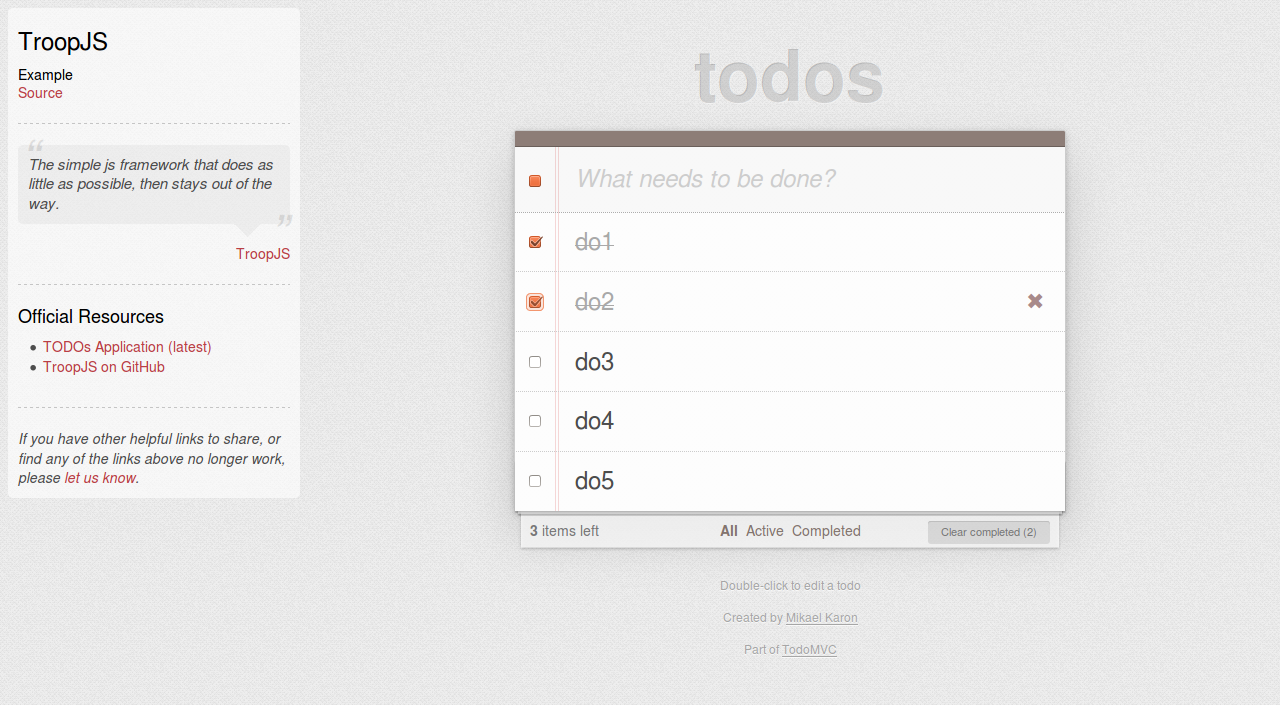 TroopJS
Example
Source
“
The simple js framework that does as
little as possible, then stays out of the
way.
”
TroopJS
Official Resources
• TODOs Application (latest)
• TroopJS on GitHub
If you have other helpful links to share, or
find any of the links above no longer work,
please let us know.
todos
What needs to be done?
do1
do2 ✖
do3
do4
do5
3 items left All Active Completed Clear completed (2)
Double-click to edit a todo
Created by Mikael Karon
Part of TodoMVC